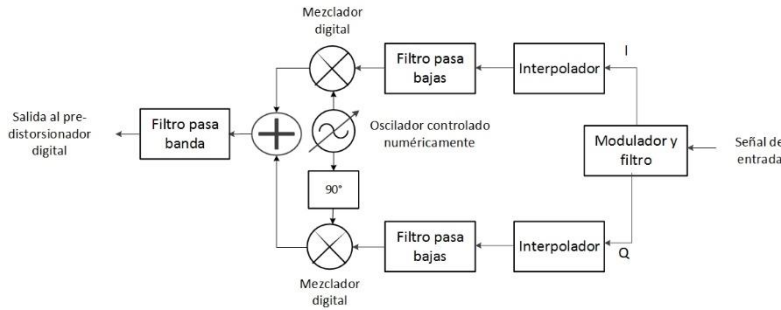 Mezclador
digital
Filtro pasa
bajas
Interpolador
I
Salida al pre-
distorsionador
digital
Filtro pasa
banda
Oscilador controlado
numéricamente
Modulador y
filtro
Señal de
entrada
90°
Filtro pasa
bajas
Interpolador
Q
Mezclador
digital